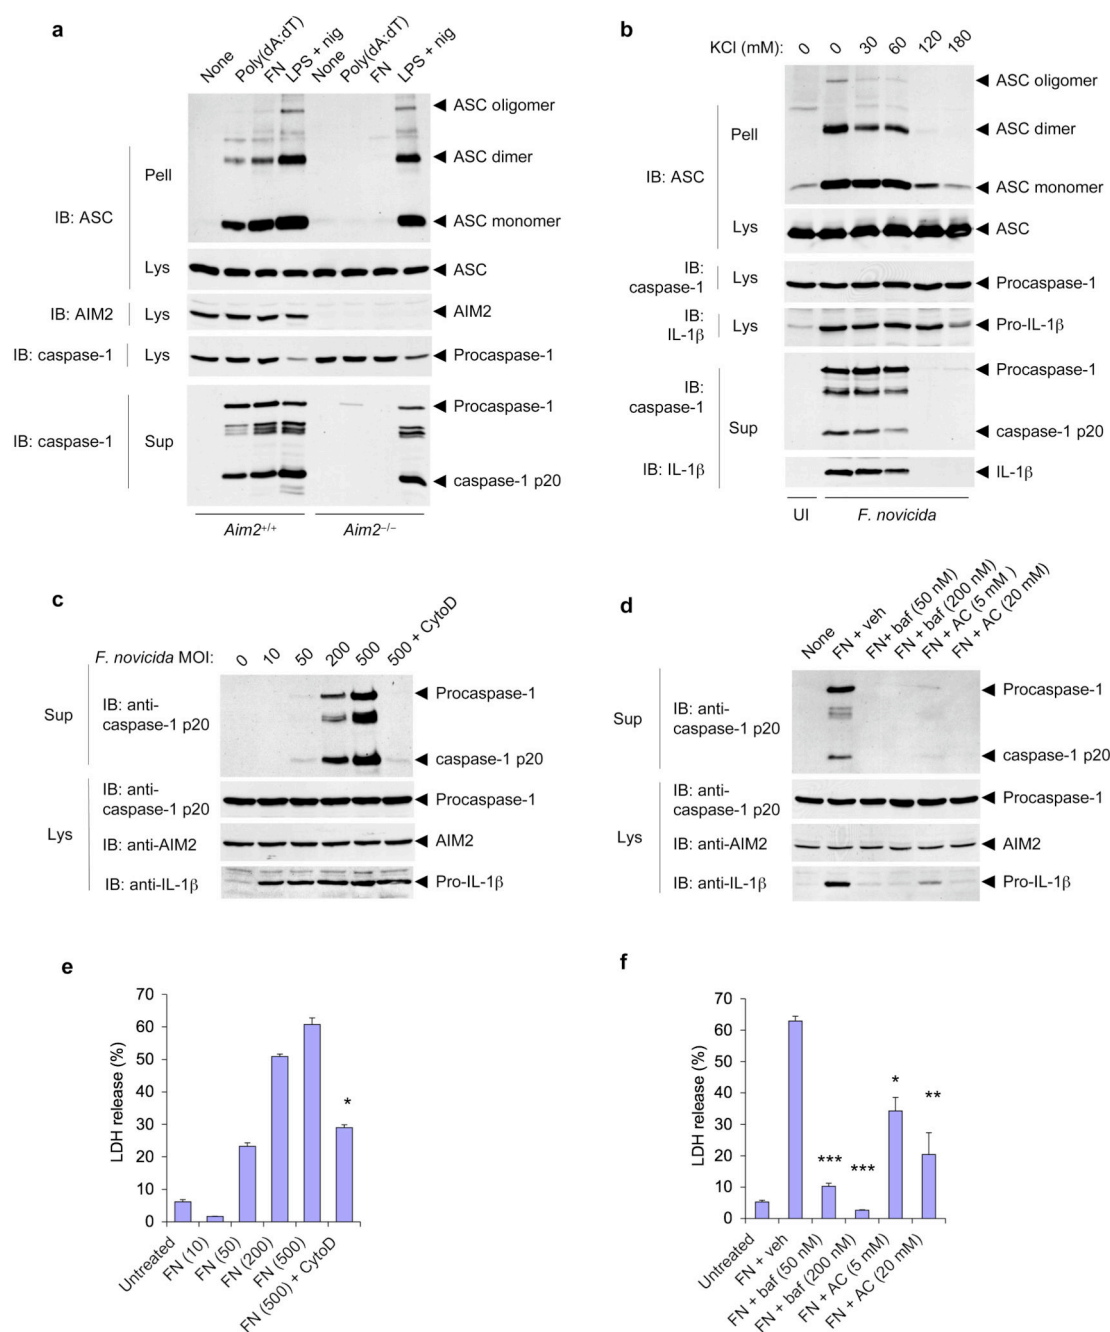 a
None
Poly(dA:dT)
FN
LPS + nig
None
Poly(dA:dT)
FN
LPS + nig
IB: ASC
Pell
ASC oligomer
ASC dimer
ASC monomer
Lys
ASC
IB: AIM2
Lys
AIM2
IB: caspase-1
Lys
Procaspase-1
IB: caspase-1
Sup
Procaspase-1
caspase-1 p20
Aim2+/+
Aim2–/–
b
KCl (mM): 0 0 30 60 120 180
IB: ASC
Pell
ASC oligomer
ASC dimer
ASC monomer
Lys
ASC
IB:
caspase-1
Lys
Procaspase-1
IB:
IL-1β
Lys
Pro-IL-1β
IB:
caspase-1
Sup
Procaspase-1
caspase-1 p20
IB: IL-1β
IL-1β
UI
F. novicida
c
F. novicida MOI: 0 10 50 200 500 500 + CytoD
Sup
IB: anti-
caspase-1 p20
Procaspase-1
caspase-1 p20
Lys
IB: anti-
caspase-1 p20
Procaspase-1
IB: anti-AIM2
AIM2
IB: anti-IL-1β
Pro-IL-1β
d
None
FN + veh
FN+ baf (50 nM)
FN + baf (200 nM)
FN + AC (5 mM )
FN + AC (20 mM)
Sup
IB: anti-
caspase-1 p20
Procaspase-1
caspase-1 p20
Lys
IB: anti-
caspase-1 p20
Procaspase-1
IB: anti-AIM2
AIM2
IB: anti-IL-1β
Pro-IL-1β
e
LDH release (%)
70
60
50
40
30
20
10
0
*
Untreated
FN (10)
FN (50)
FN (200)
FN (500)
FN (500) + CytoD
f
LDH release (%)
70
60
50
40
30
20
10
0
***
***
*
**
Untreated
FN + veh
FN + baf (50 nM)
FN + baf (200 nM)
FN + AC (5 mM)
FN + AC (20 mM)